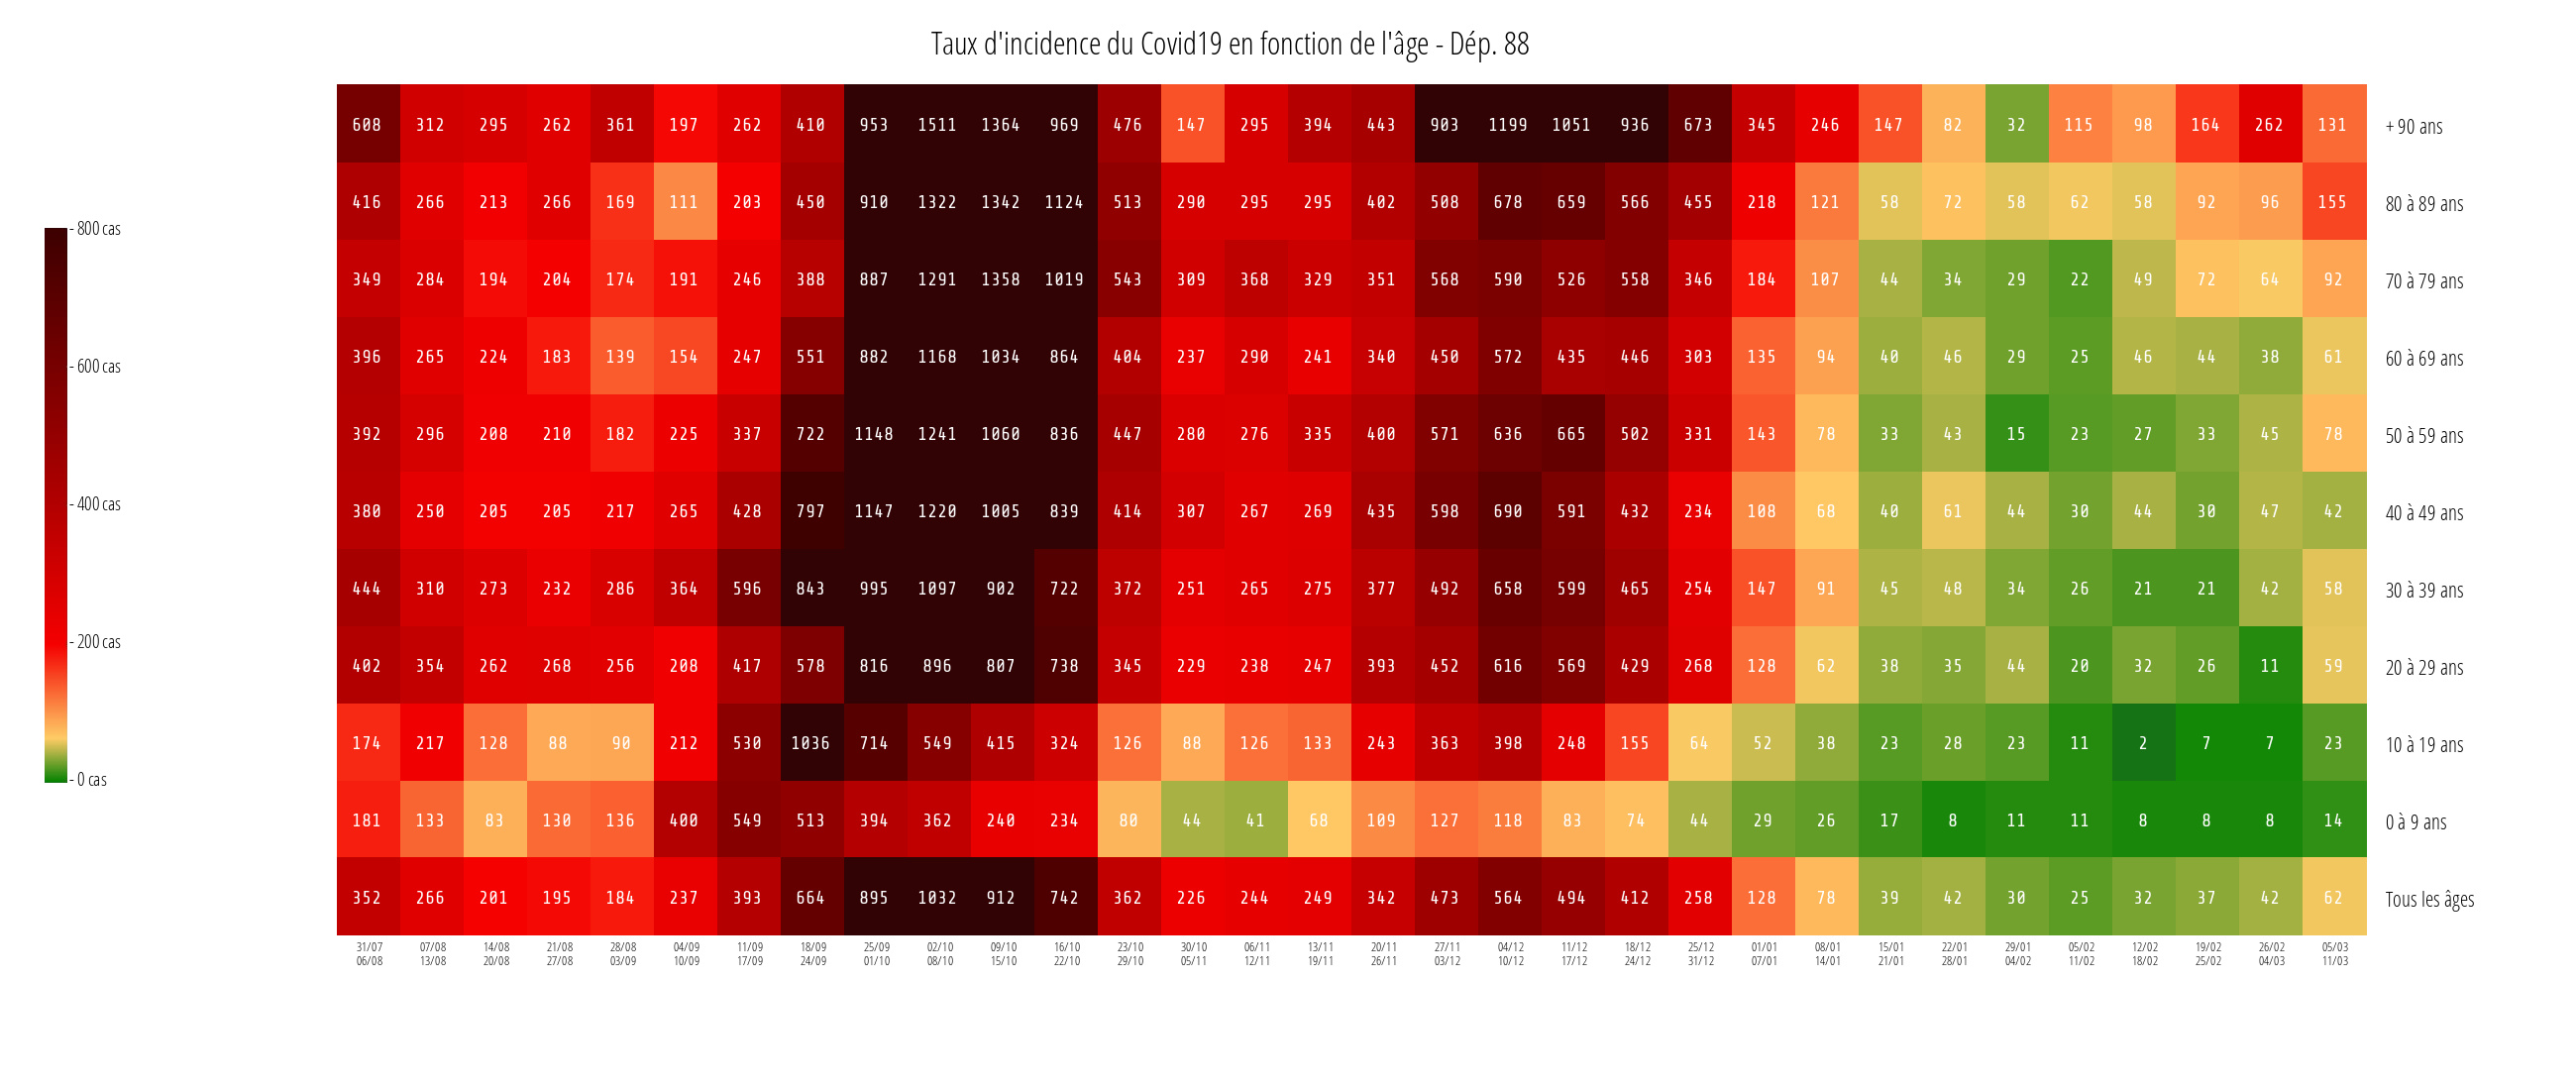 Taux d'incidence du Covid19 en fonction de l'âge - Dép. 88
- 800 cas
- 600 cas
- 400 cas
- 200 cas
- 0 cas
608 312 295 262 361 197 262 410 953 1511 1364 969 476 147 295 394 443 903 1199 1051 936 673 345 246 147 82 32 115 98 164 262 131 + 90 ans
416 266 213 266 169 111 203 450 910 1322 1342 1124 513 290 295 295 402 508 678 659 566 455 218 121 58 72 58 62 58 92 96 155 80 à 89 ans
349 284 194 204 174 191 246 388 887 1291 1358 1019 543 309 368 329 351 568 590 526 558 346 184 107 44 34 29 22 49 72 64 92 70 à 79 ans
396 265 224 183 139 154 247 551 882 1168 1034 864 404 237 290 241 340 450 572 435 446 303 135 94 40 46 29 25 46 44 38 61 60 à 69 ans
392 296 208 210 182 225 337 722 1148 1241 1060 836 447 280 276 335 400 571 636 665 502 331 143 78 33 43 15 23 27 33 45 78 50 à 59 ans
380 250 205 205 217 265 428 797 1147 1220 1005 839 414 307 267 269 435 598 690 591 432 234 108 68 40 61 44 30 44 30 47 42 40 à 49 ans
444 310 273 232 286 364 596 843 995 1097 902 722 372 251 265 275 377 492 658 599 465 254 147 91 45 48 34 26 21 21 42 58 30 à 39 ans
402 354 262 268 256 208 417 578 816 896 807 738 345 229 238 247 393 452 616 569 429 268 128 62 38 35 44 20 32 26 11 59 20 à 29 ans
174 217 128 88 90 212 530 1036 714 549 415 324 126 88 126 133 243 363 398 248 155 64 52 38 23 28 23 11 2 7 7 23 10 à 19 ans
181 133 83 130 136 400 549 513 394 362 240 234 80 44 41 68 109 127 118 83 74 44 29 26 17 8 11 11 8 8 8 14 0 à 9 ans
352 266 201 195 184 237 393 664 895 1032 912 742 362 226 244 249 342 473 564 494 412 258 128 78 39 42 30 25 32 37 42 62 Tous les âges
31/07 07/08 14/08 21/08 28/08 04/09 11/09 18/09 25/09 02/10 09/10 16/10 23/10 30/10 06/11 13/11 20/11 27/11 04/12 11/12 18/12 25/12 01/01 08/01 15/01 22/01 29/01 05/02 12/02 19/02 26/02 05/03
06/08 13/08 20/08 27/08 03/09 10/09 17/09 24/09 01/10 08/10 15/10 22/10 29/10 05/11 12/11 19/11 26/11 03/12 10/12 17/12 24/12 31/12 07/01 14/01 21/01 28/01 04/02 11/02 18/02 25/02 04/03 11/03